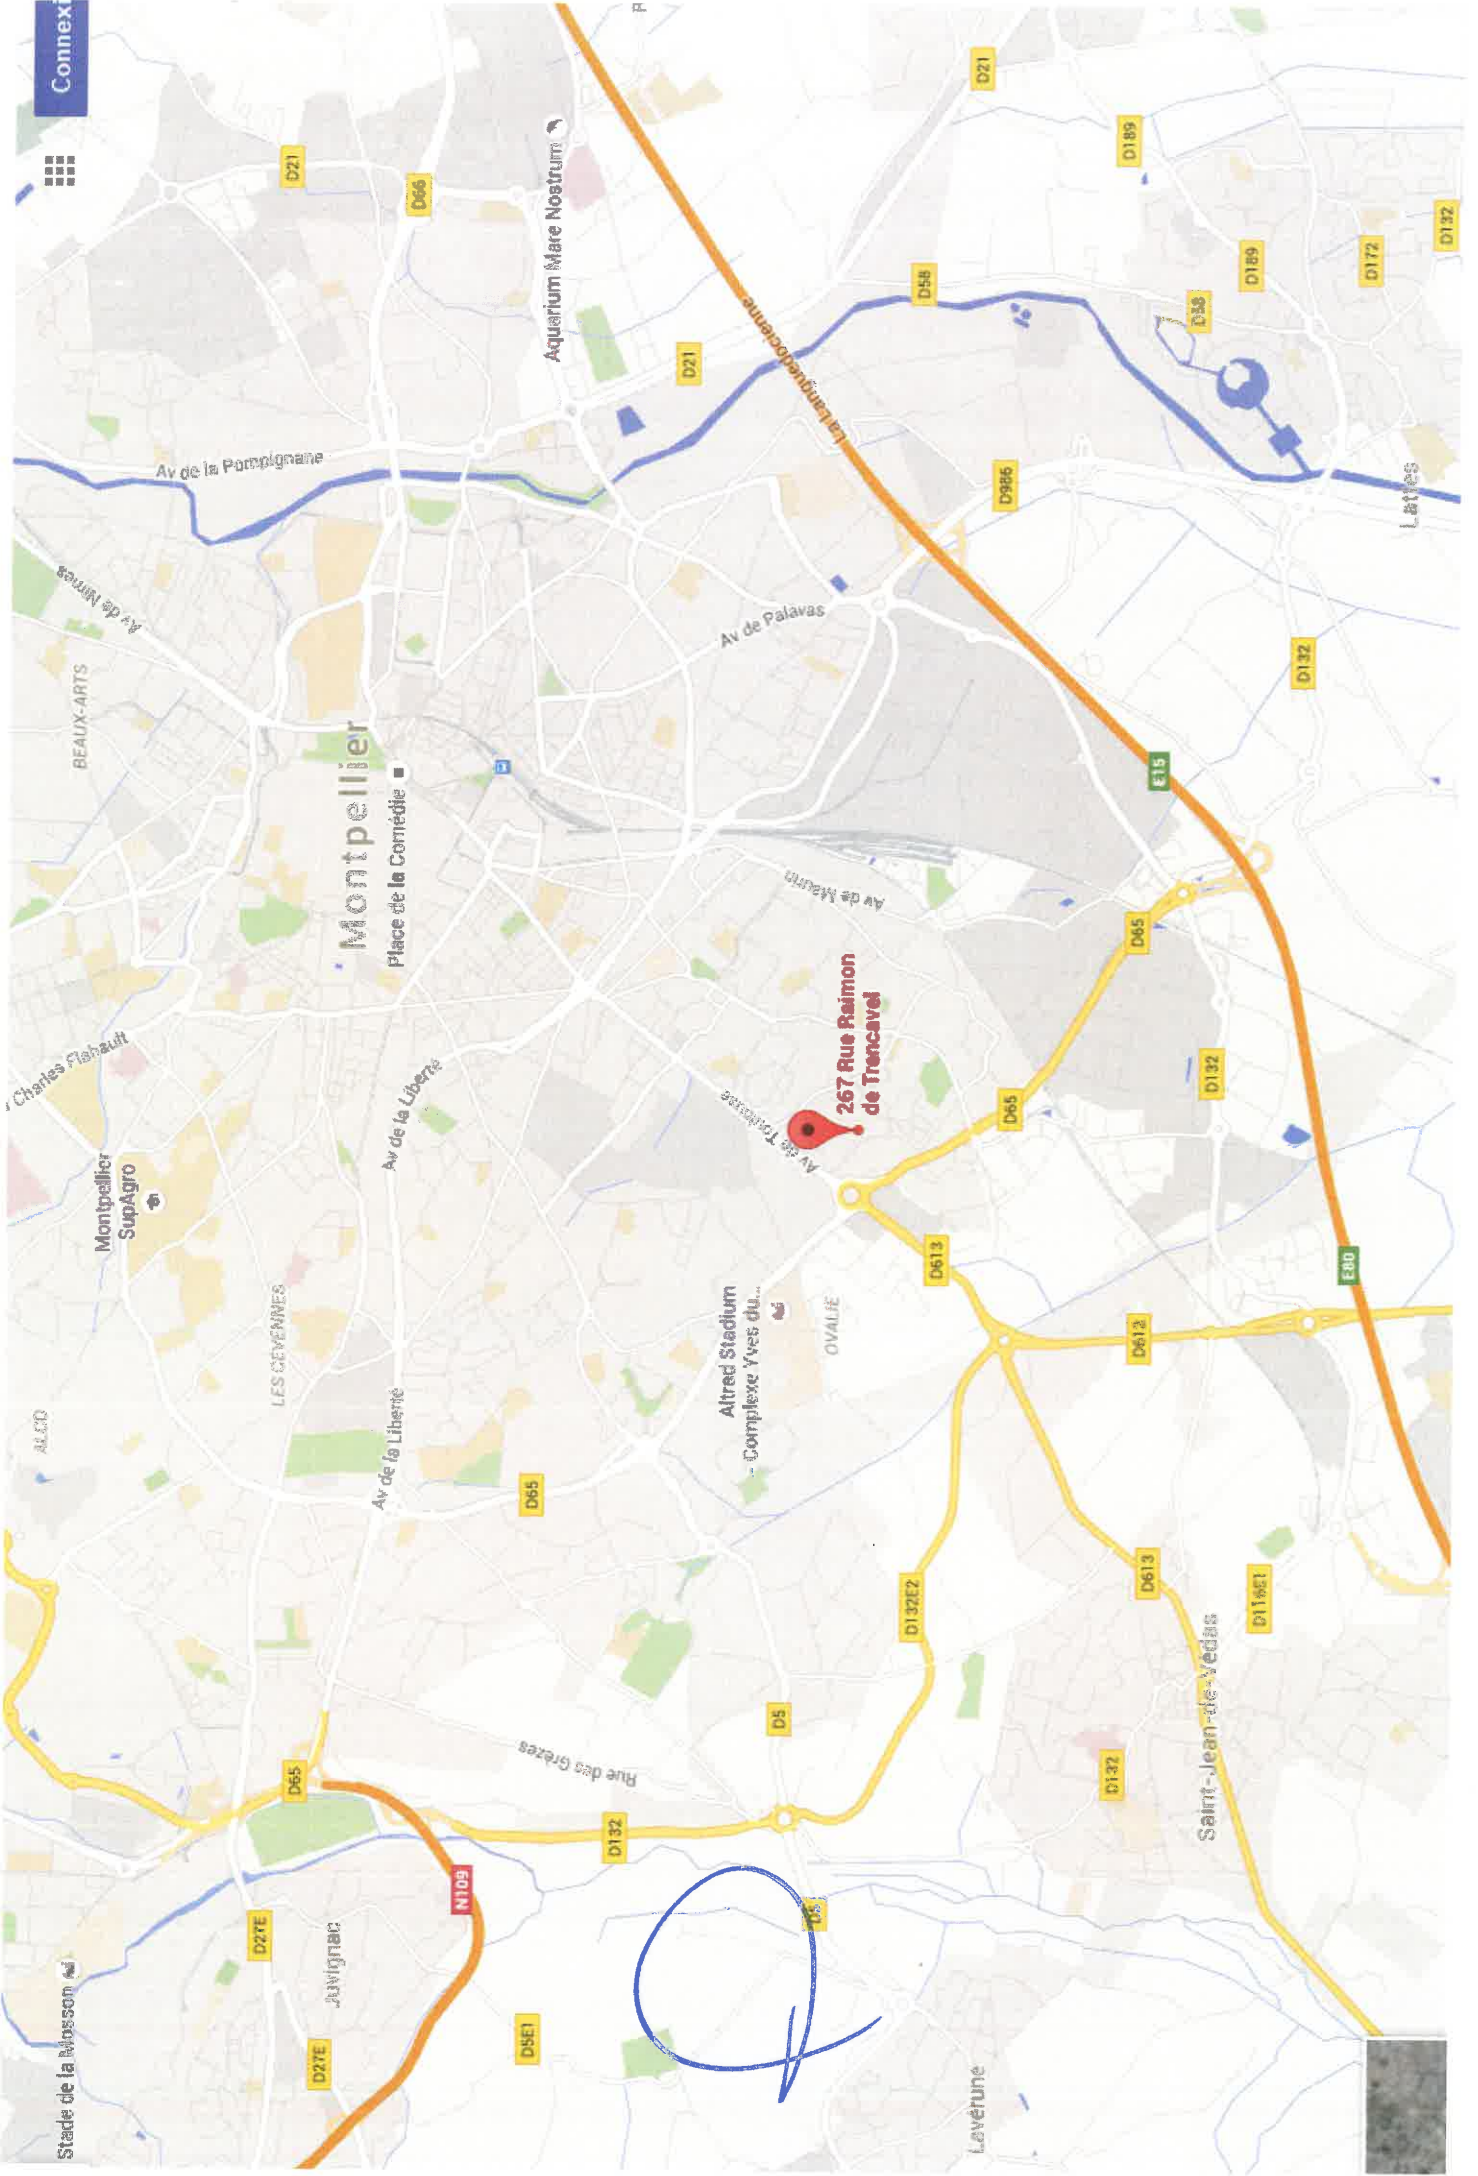 Stade de la Mosson
D27E
D27E
Juvignac
N109
D5E1
D65
D132
Rue des Grèzes
D5
D5
Lavérune
ALCO
LES CEVENNES
Av de la Liberté
D65
Montpellier
SupAgro
Charles Flahault
Av de la Liberté
Altrad Stadium
- Complexe Yves du...
OVALIE
D132E2
D613
D613
D612
Saint-Jean-de-Védas
D132
D116E1
E80
Av de Toulouse
267 Rue Raimon
de Trencavel
D65
D65
D132
BEAUX-ARTS
Montpellier
Place de la Comédie
Av de Maurin
E15
Av de Nîmes
Av de la Pompignane
Av de Palavas
D986
D132
Lattes
Connexi
D21
D66
Aquarium Mare Nostrum
D21
La Languedocienne
D58
D21
D189
D58
D189
D172
D132